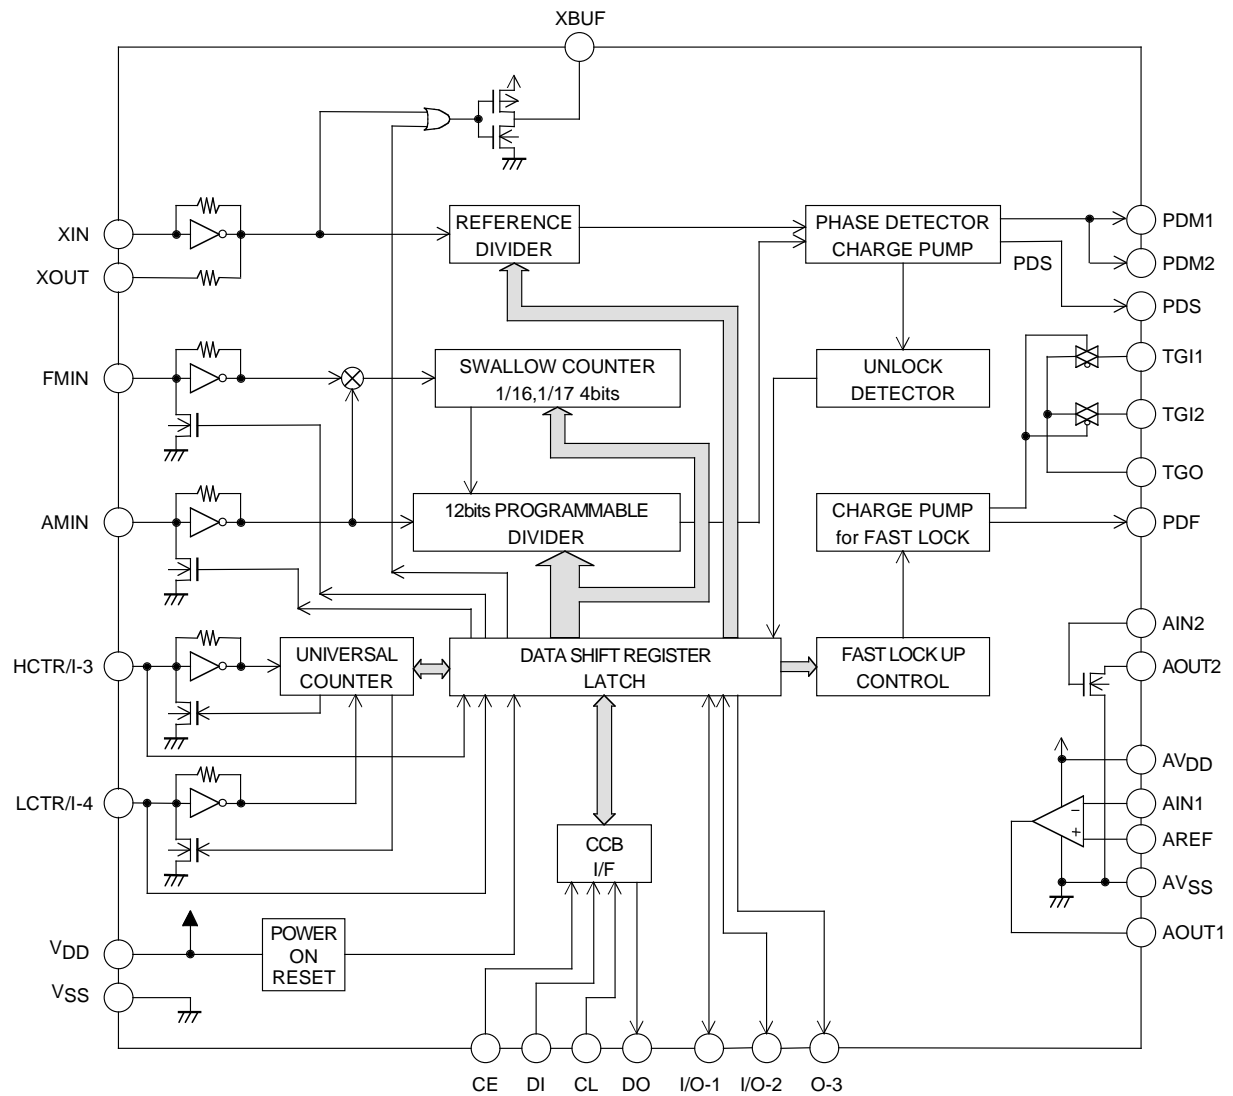 XBUF
XIN
XOUT
REFERENCE
DIVIDER
PHASE DETECTOR
CHARGE PUMP
PDS
PDM1
PDM2
PDS
FMIN
SWALLOW COUNTER
1/16,1/17 4bits
UNLOCK
DETECTOR
TGI1
TGI2
TGO
AMIN
12bits PROGRAMMABLE
DIVIDER
CHARGE PUMP
for FAST LOCK
PDF
HCTR/I-3
UNIVERSAL
COUNTER
DATA SHIFT REGISTER
LATCH
FAST LOCK UP
CONTROL
AIN2
AOUT2
LCTR/I-4
CCB
I/F
AVDD
AIN1
−
+
AREF
AVSS
AOUT1
VDD
POWER
ON
RESET
VSS
CE
DI
CL
DO
I/O-1
I/O-2
O-3